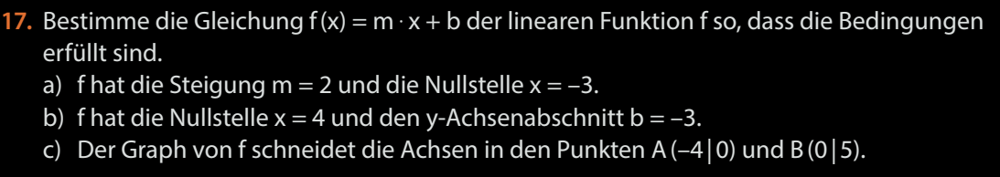 17. Bestimme die Gleichung f(x) = m · x + b der linearen Funktion f so, dass die Bedingungen
erfüllt sind.
a) f hat die Steigung m = 2 und die Nullstelle x = –3.
b) f hat die Nullstelle x = 4 und den y-Achsenabschnitt b = –3.
c) Der Graph von f schneidet die Achsen in den Punkten A (–4|0) und B (0|5).